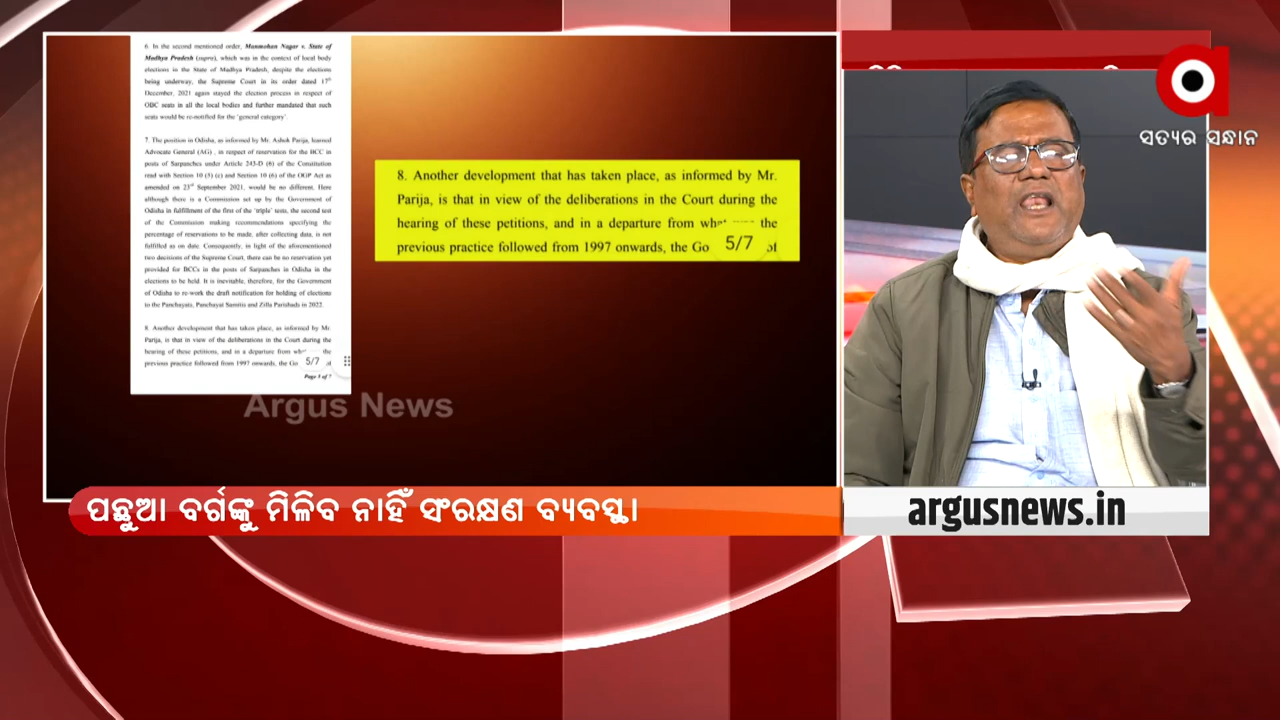 6. In the second mentioned order, Manmohan Nagar v. State of
Madhya Pradesh (supra), which was in the context of local body
elections in the State of Madhya Pradesh, despite the elections
being underway, the Supreme Court in its order dated 17th
December, 2021 again stayed the election process in respect of
OBC seats in all the local bodies and further mandated that such
seats would be re-notified for the 'general category'.
7. The position in Odisha, as informed by Mr. Ashok Parija, learned
Advocate General (AG) , in respect of reservation for the BCC in
posts of Sarpanches under Article 243-D (6) of the Constitution
read with Section 10 (5) (c) and Section 10 (6) of the OGP Act as
amended on 23rd September 2021, would be no different. Here
although there is a Commission set up by the Government of
Odisha in fulfillment of the first of the 'triple' tests, the second test
of the Commission making recommendations specifying the
percentage of reservations to be made, after collecting data, is not
fulfilled as on date. Consequently, in light of the aforementioned
two decisions of the Supreme Court, there can be no reservation yet
provided for BCCs in the posts of Sarpanches in Odisha in the
elections to be held. It is inevitable, therefore, for the Government
of Odisha to re-work the draft notification for holding of elections
to the Panchayats, Panchayat Samitis and Zilla Parishads in 2022.
8. Another development that has taken place, as informed by Mr.
Parija, is that in view of the deliberations in the Court during the
hearing of these petitions, and in a departure from the
previous practice followed from 1997 onwards, the
5/7
Page 5 of 7
8. Another development that has taken place, as informed by Mr.
Parija, is that in view of the deliberations in the Court during the
hearing of these petitions, and in a departure from the
previous practice followed from 1997 onwards, the
5/7
Argus News
ସତ୍ୟର ସନ୍ଧାନ
ପଛୁଆ ବର୍ଗଙ୍କୁ ମିଳିବ ନାହିଁ ସଂରକ୍ଷଣ ବ୍ୟବସ୍ଥା
argusnews.in